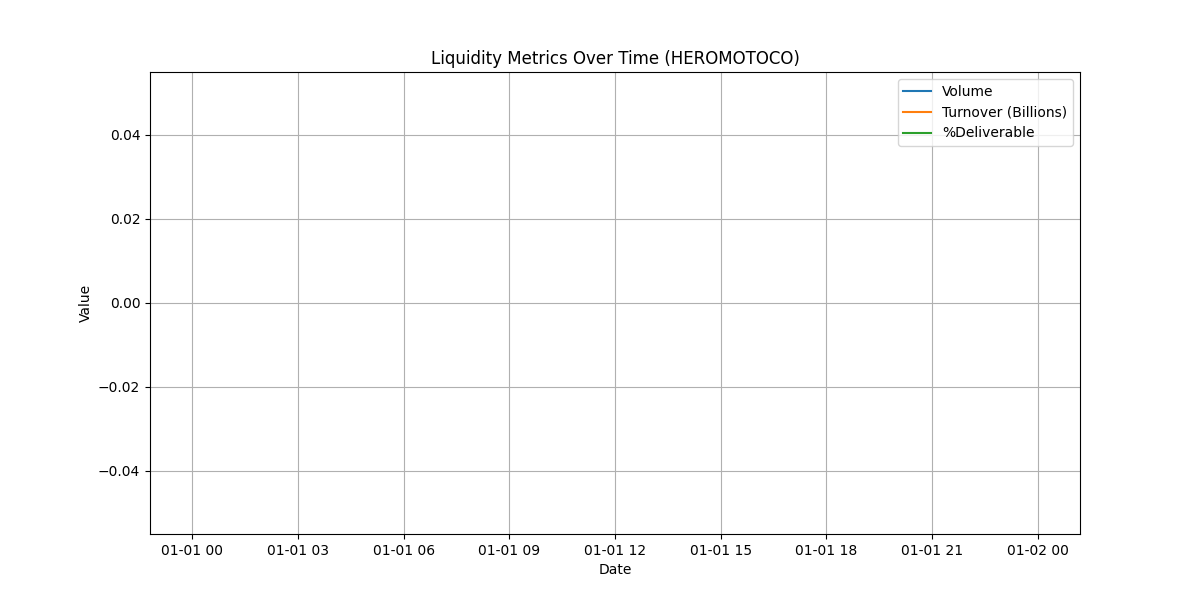 Liquidity Metrics Over Time (HEROMOTOCO)
Volume
Turnover (Billions)
%Deliverable
0.04
0.02
0.00
−0.02
−0.04
Value
01-01 00
01-01 03
01-01 06
01-01 09
01-01 12
01-01 15
01-01 18
01-01 21
01-02 00
Date